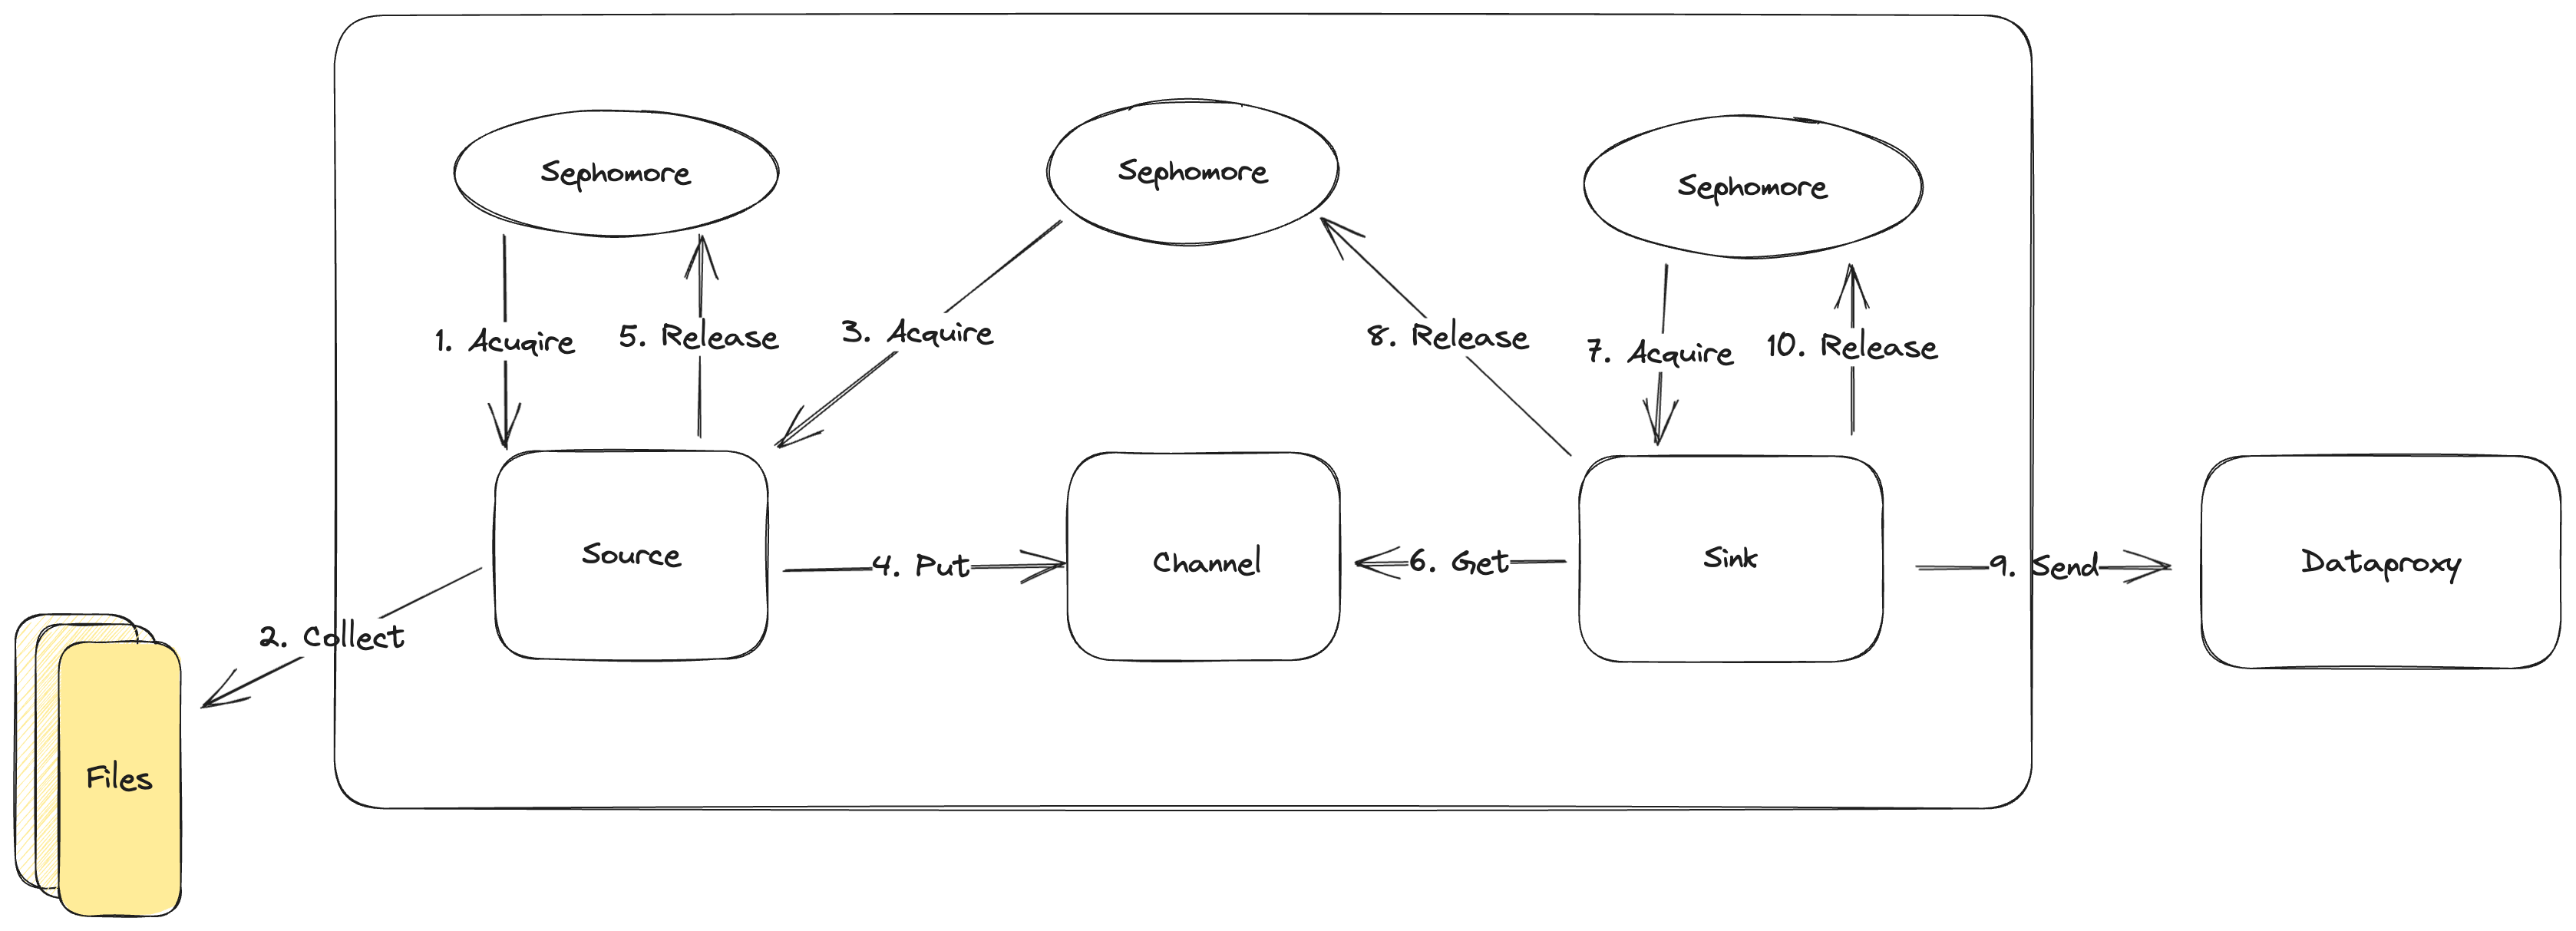 Sephomore
Sephomore
Sephomore
1. Acuqire
5. Release
3. Acquire
8. Release
7. Acquire
10. Release
Source
4. Put
Channel
6. Get
Sink
9. Send
Dataproxy
2. Collect
Files